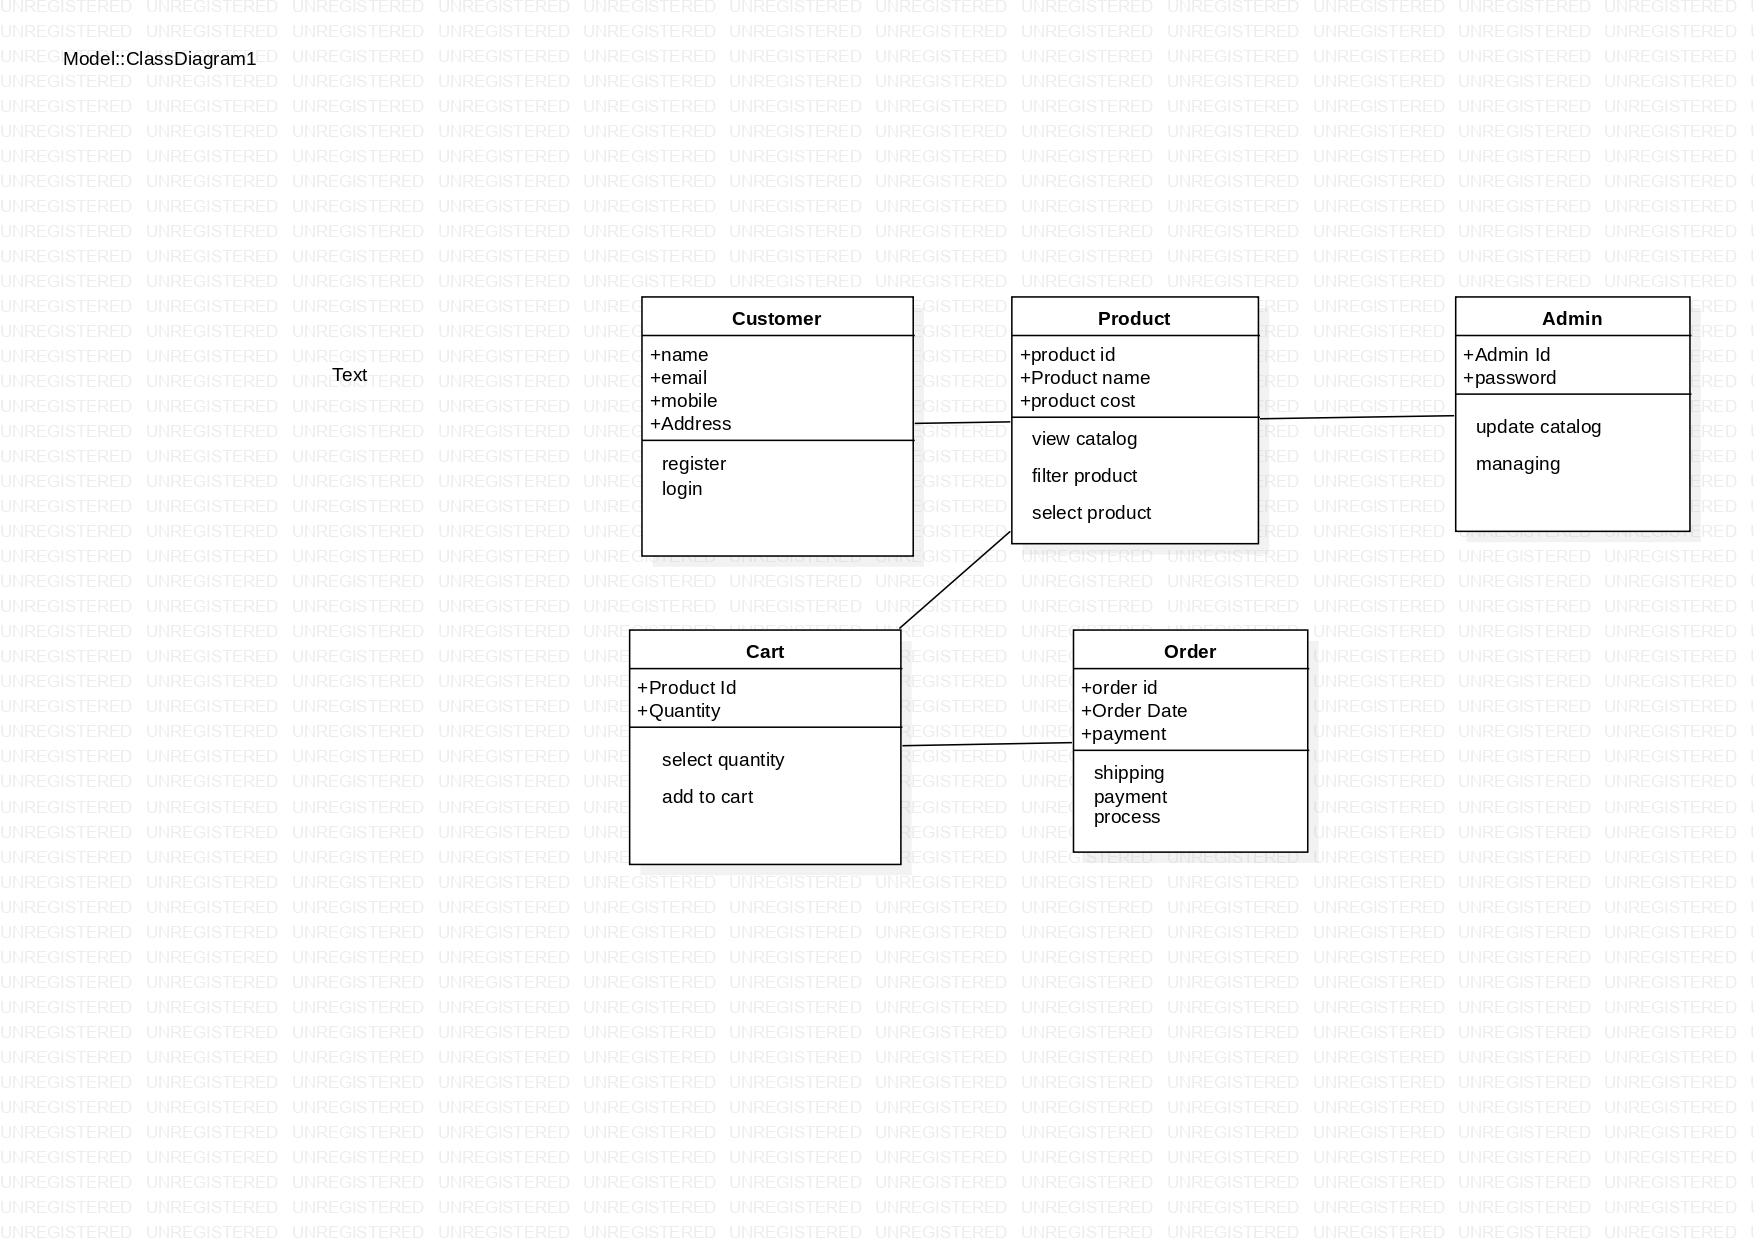 Model::ClassDiagram1
Text
Customer
+name
+email
+mobile
+Address
register
login
Product
+product id
+Product name
+product cost
view catalog
filter product
select product
Admin
+Admin Id
+password
update catalog
managing
Cart
+Product Id
+Quantity
select quantity
add to cart
Order
+order id
+Order Date
+payment
shipping
payment
process
UNREGISTERED